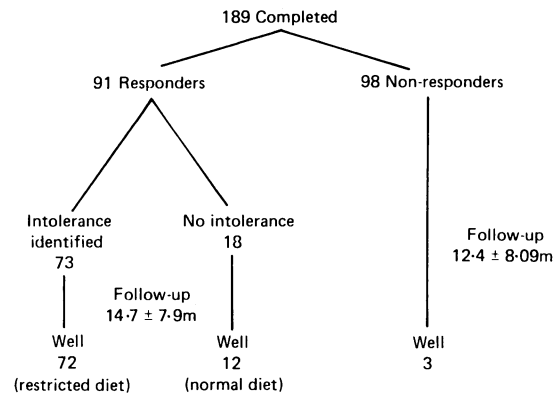 189 Completed
91 Responders
98 Non-responders
Intolerance
identified
73
No intolerance
18
Follow-up
14·7 ± 7·9m
Follow-up
12·4 ± 8·09m
Well
72
(restricted diet)
Well
12
(normal diet)
Well
3